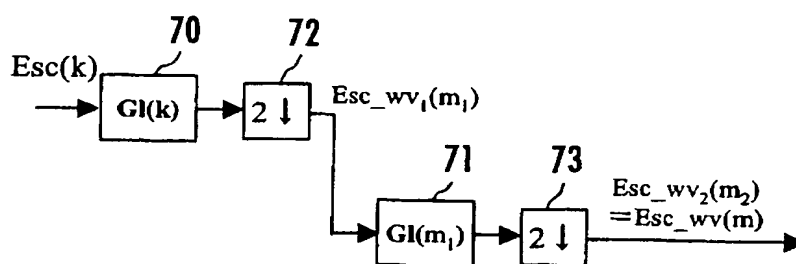 70
72
Esc(k)
Gl(k)
2 ↓
Esc_wv₁(m₁)
71
73
Gl(m₁)
2 ↓
Esc_wv₂(m₂)
=Esc_wv(m)